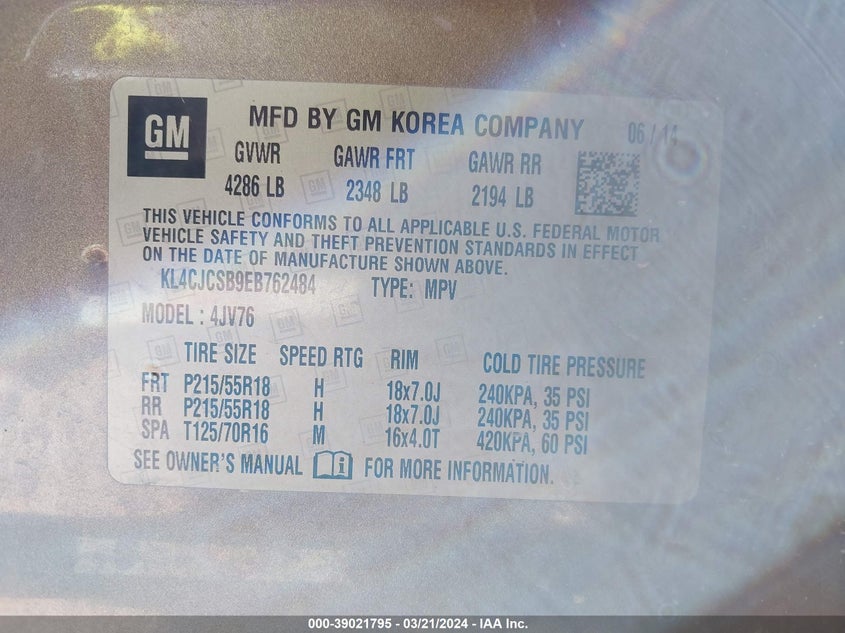 GM MFD BY GM KOREA COMPANY 06 / 14
GVWR GAWR FRT GAWR RR
4286 LB 2348 LB 2194 LB
THIS VEHICLE CONFORMS TO ALL APPLICABLE U.S. FEDERAL MOTOR
VEHICLE SAFETY AND THEFT PREVENTION STANDARDS IN EFFECT
ON THE DATE OF MANUFACTURE SHOWN ABOVE.
KL4CJCSB9EB762484 TYPE: MPV
MODEL : 4JV76
TIRE SIZE SPEED RTG RIM COLD TIRE PRESSURE
FRT P215/55R18 H 18x7.0J 240KPA, 35 PSI
RR P215/55R18 H 18x7.0J 240KPA, 35 PSI
SPA T125/70R16 M 16x4.0T 420KPA, 60 PSI
SEE OWNER'S MANUAL FOR MORE INFORMATION.
000-39021795 - 03/21/2024 - IAA Inc.